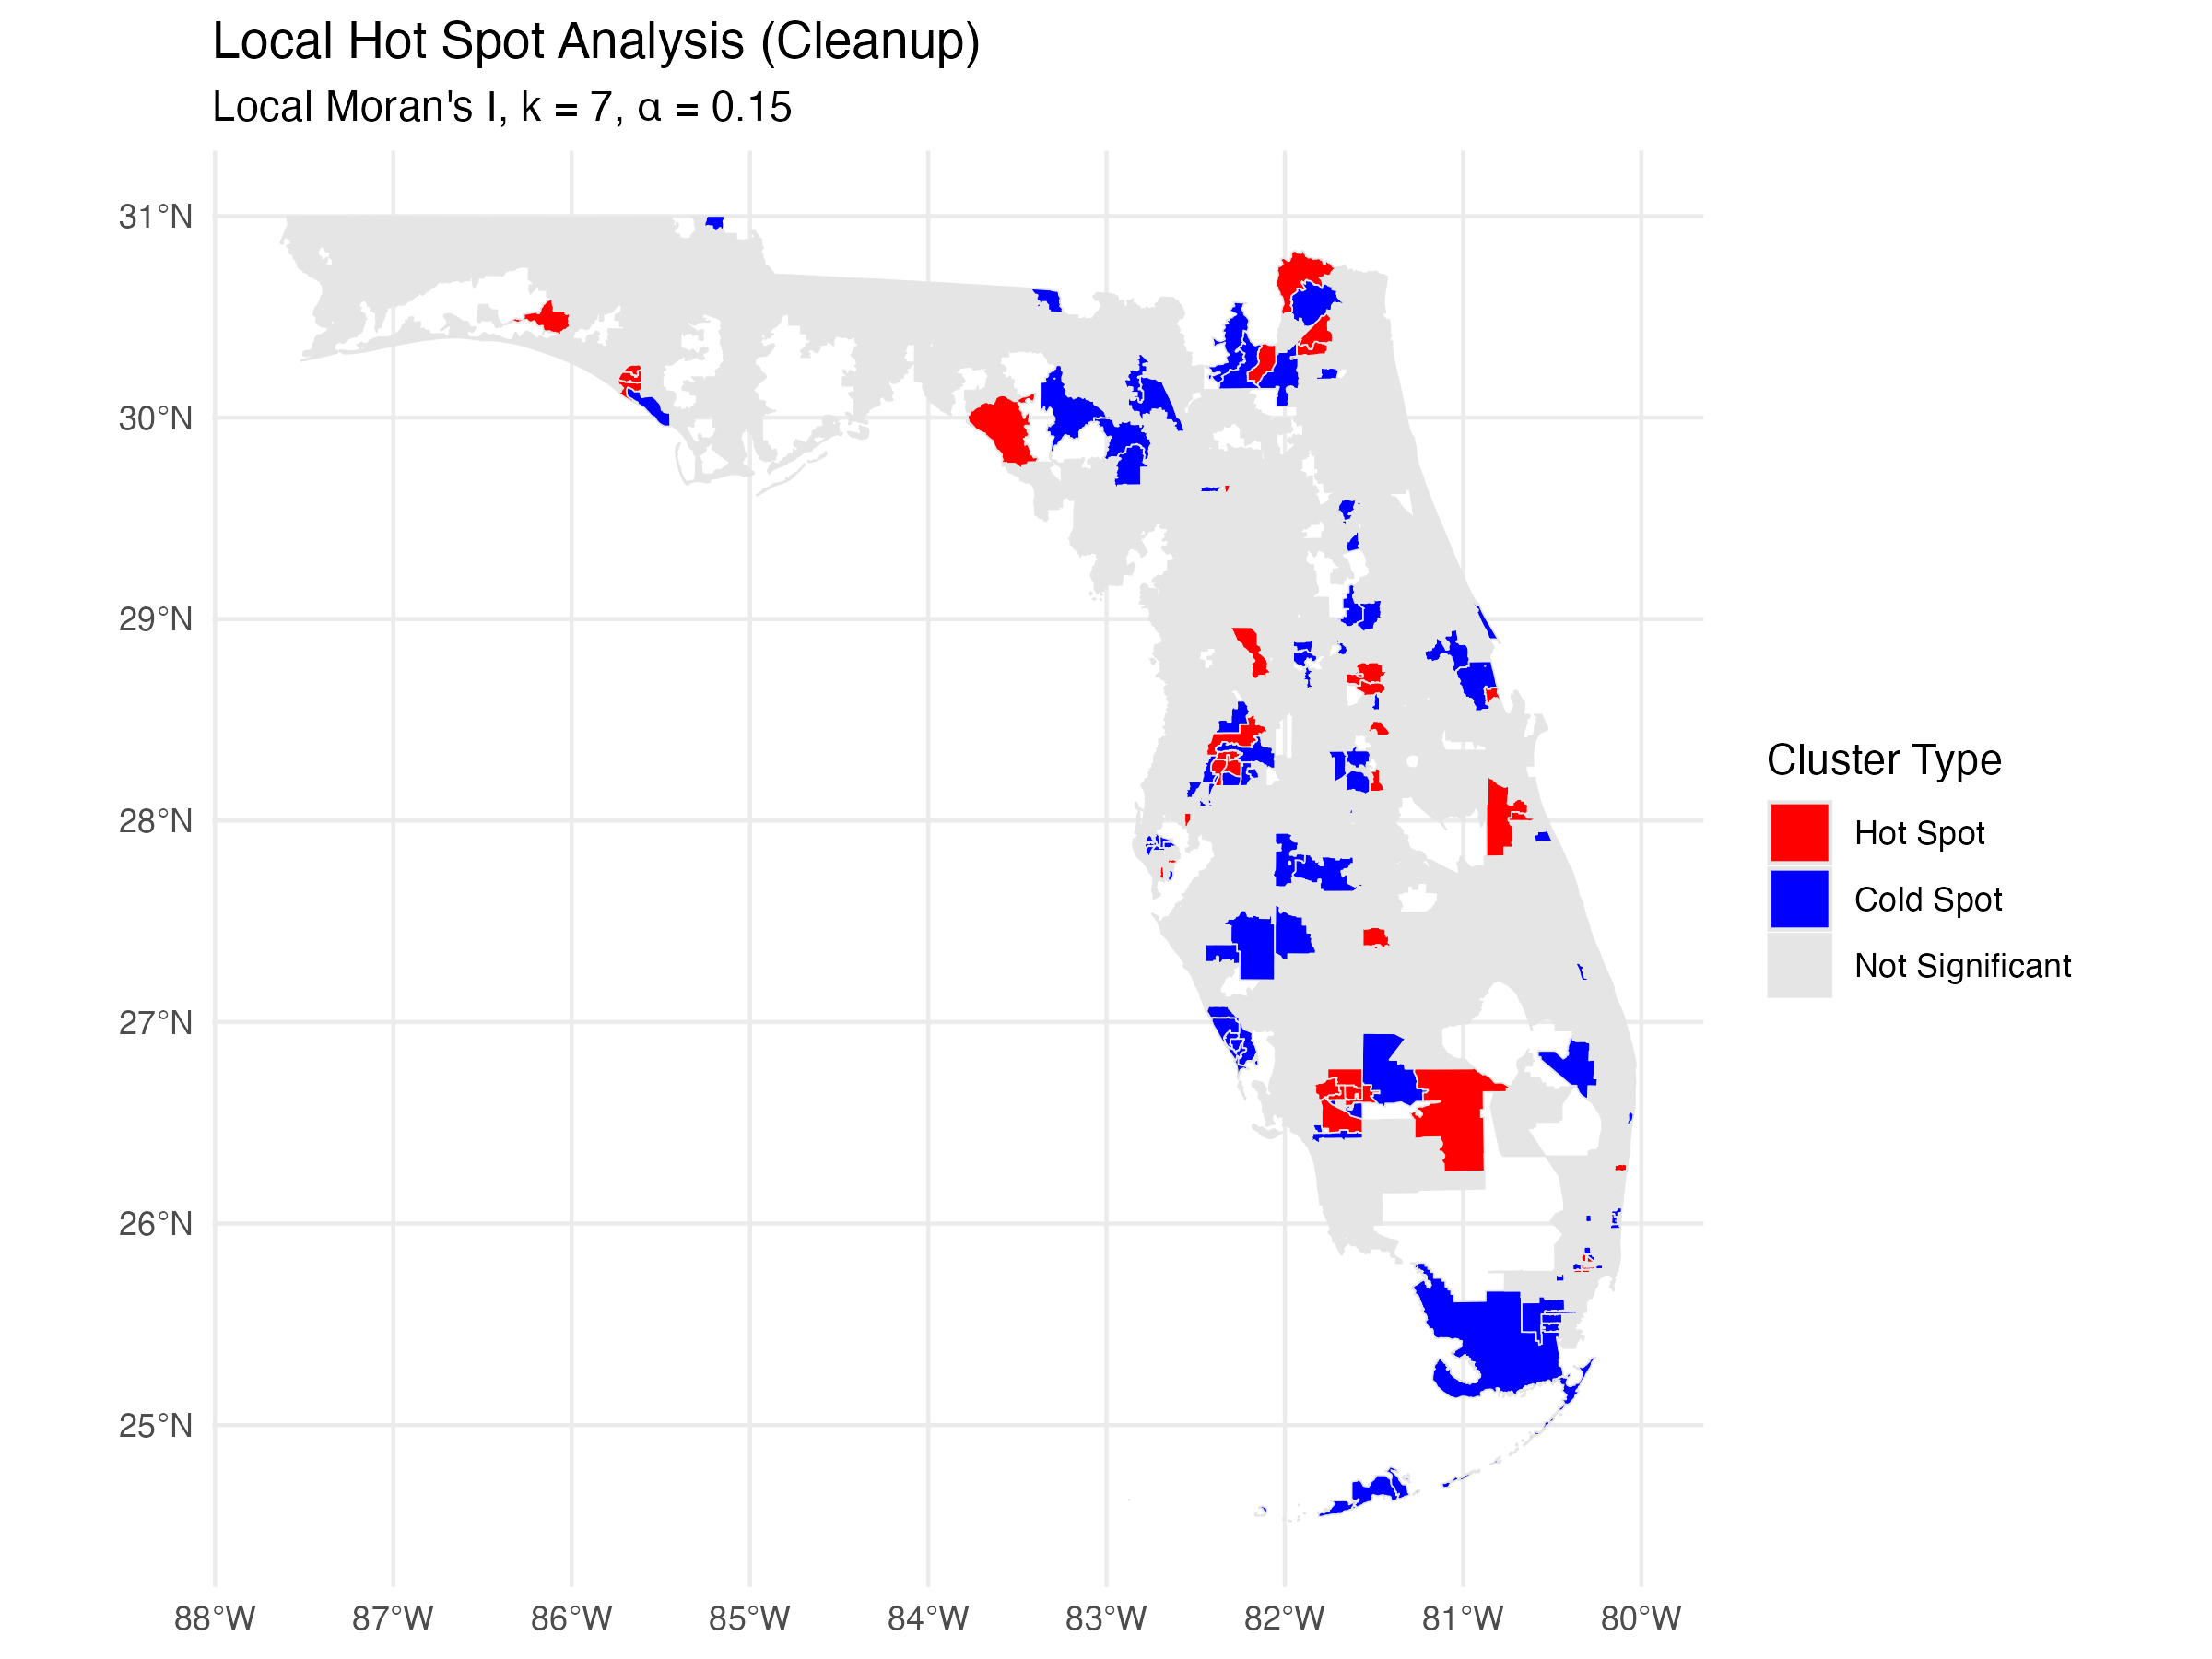 Local Hot Spot Analysis (Cleanup)
Local Moran's I, k = 7, α = 0.15
31°N
30°N
29°N
28°N
27°N
26°N
25°N
88°W 87°W 86°W 85°W 84°W 83°W 82°W 81°W 80°W
Cluster Type
Hot Spot
Cold Spot
Not Significant